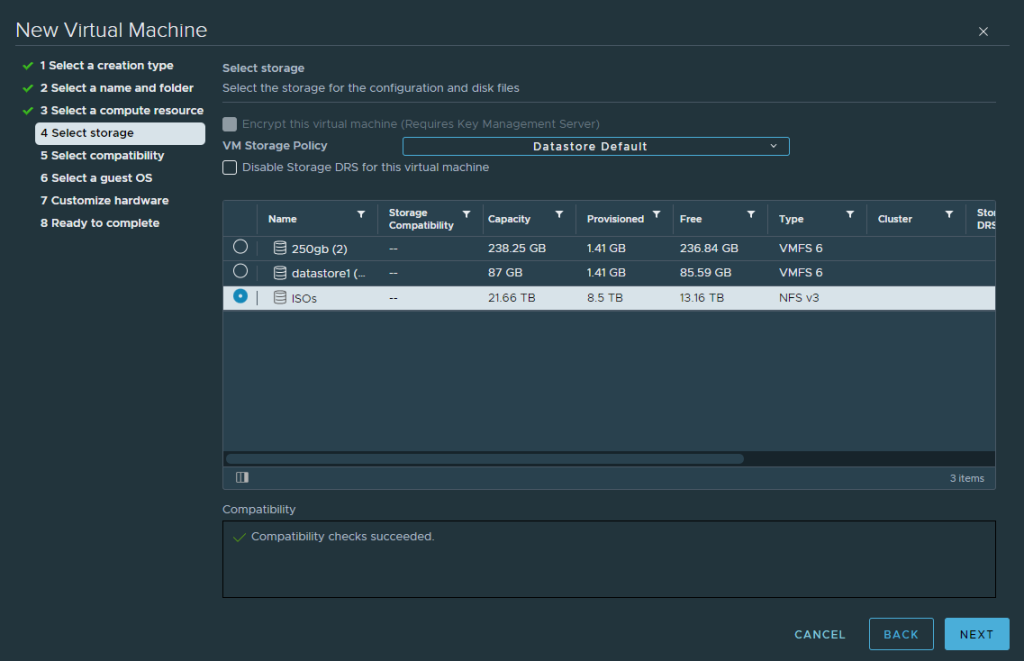 New Virtual Machine
1 Select a creation type
2 Select a name and folder
3 Select a compute resource
4 Select storage
5 Select compatibility
6 Select a guest OS
7 Customize hardware
8 Ready to complete
Select storage
Select the storage for the configuration and disk files
Encrypt this virtual machine (Requires Key Management Server)
VM Storage Policy Datastore Default
Disable Storage DRS for this virtual machine
Name Storage Compatibility Capacity Provisioned Free Type Cluster DRS
250gb (2) -- 238.25 GB 1.41 GB 236.84 GB VMFS 6
datastore1 (... -- 87 GB 1.41 GB 85.59 GB VMFS 6
ISOs -- 21.66 TB 8.5 TB 13.16 TB NFS v3
3 items
Compatibility
Compatibility checks succeeded.
CANCEL BACK NEXT